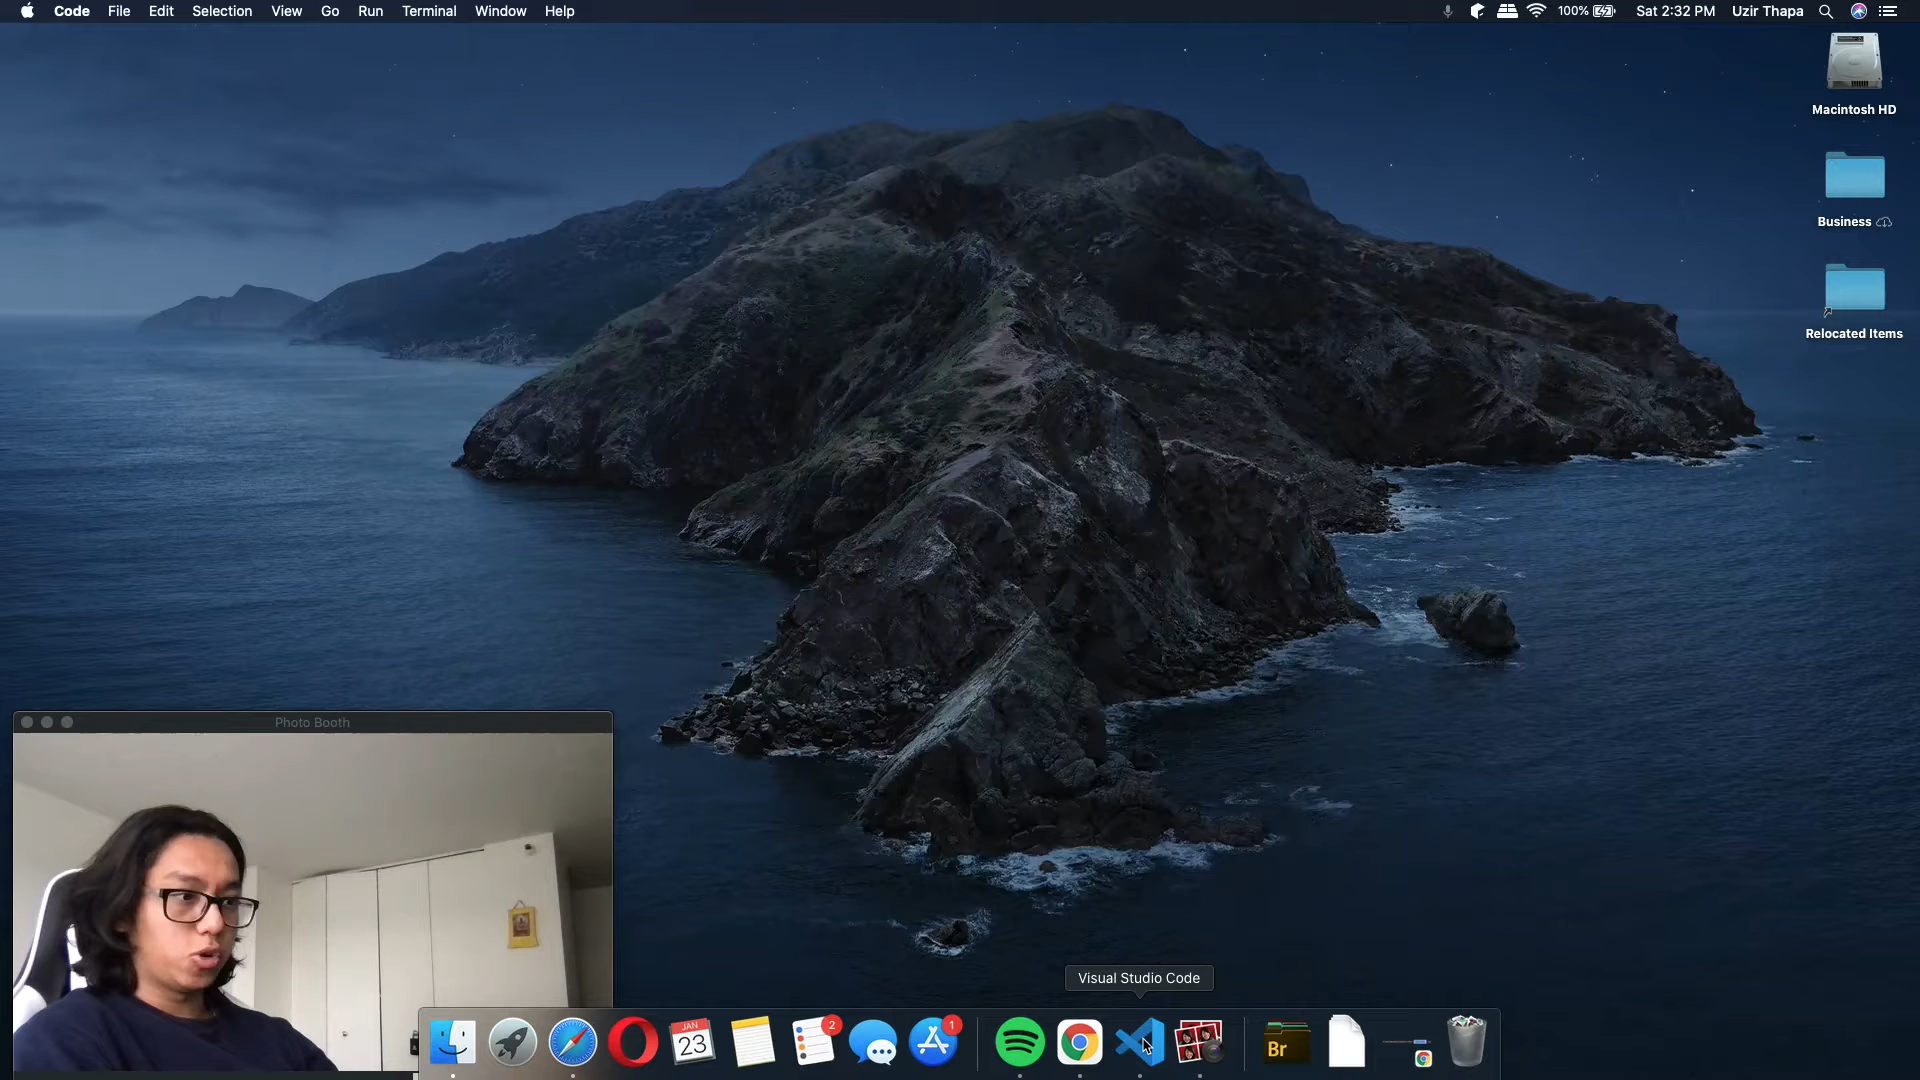 Code File Edit Selection View Go Run Terminal Window Help 100% Sat 2:32 PM Uzir Thapa
Macintosh HD
Business
Relocated Items
Photo Booth
Visual Studio Code
JAN
23
2
1
Br